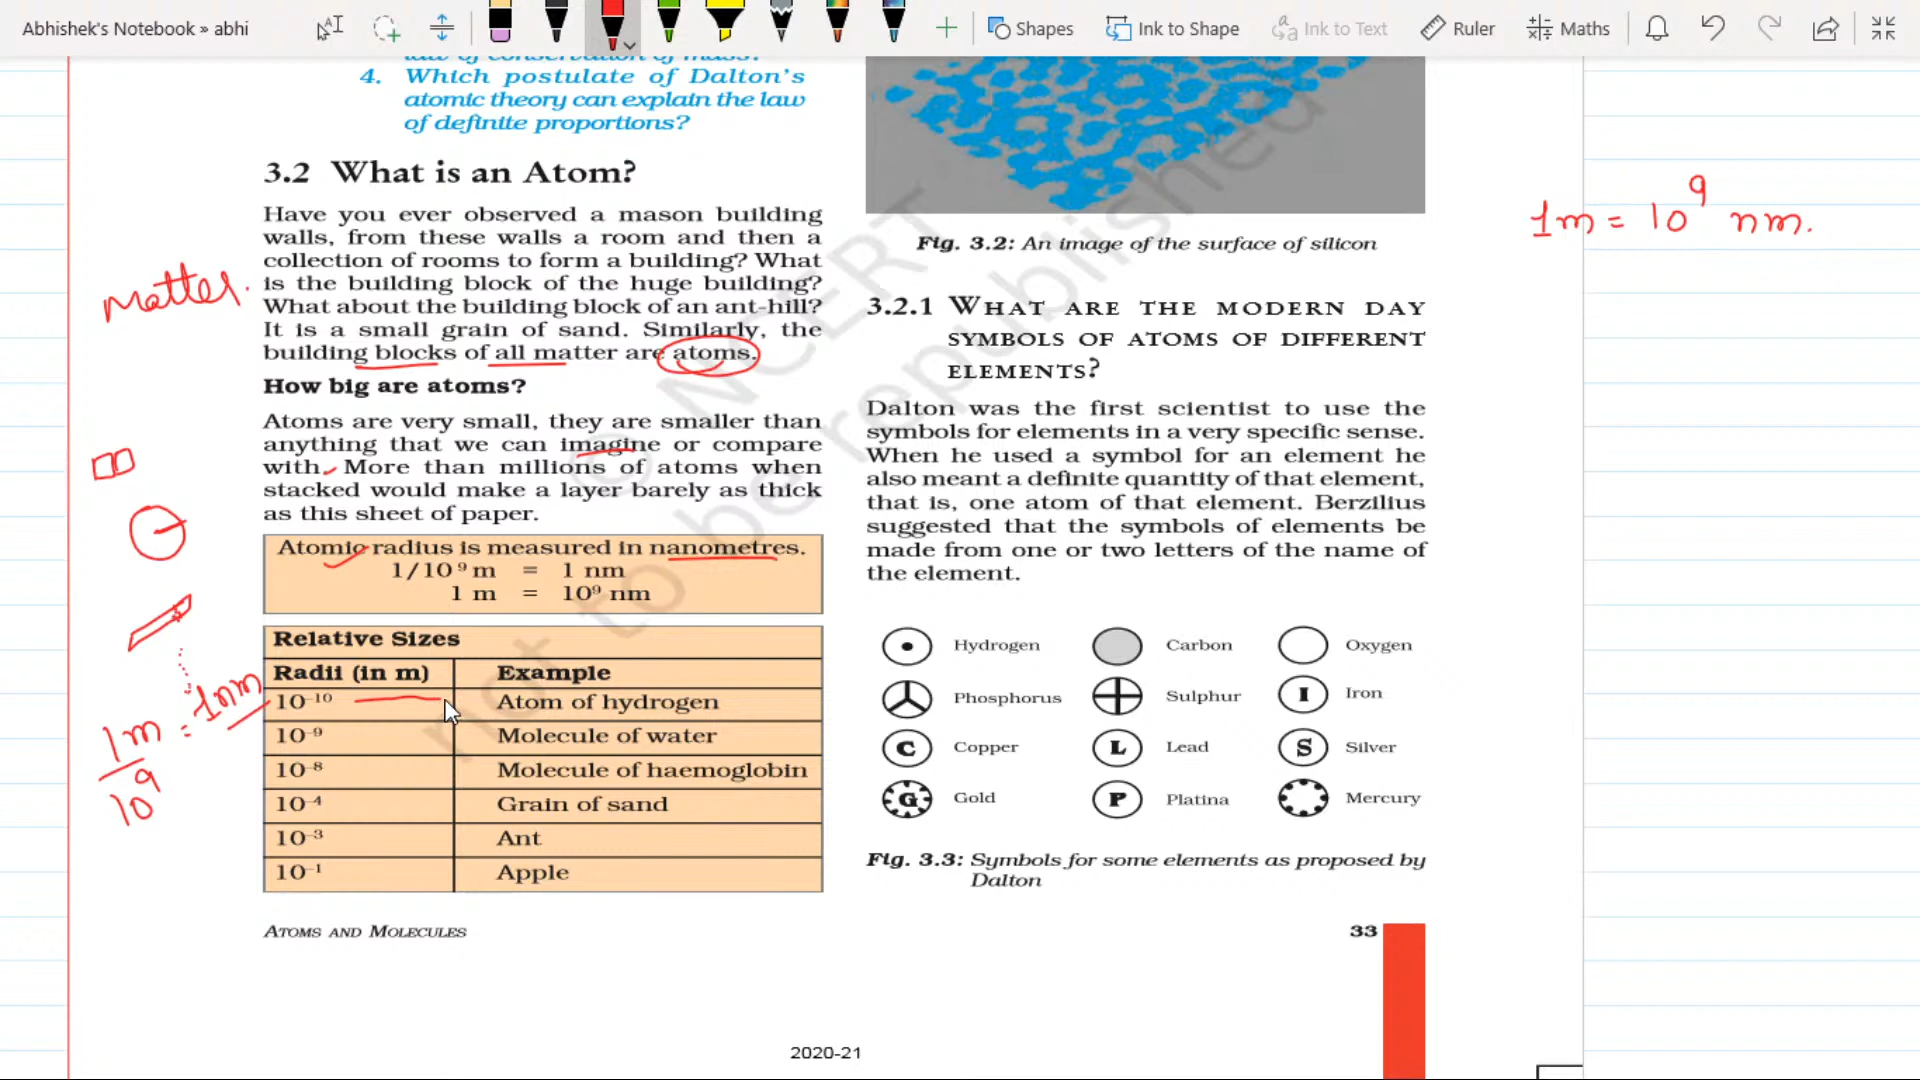 Abhishek's Notebook » abhi
Shapes
Ink to Shape
Ink to Text
Ruler
Maths
law of conservation of mass?
4. Which postulate of Dalton's
atomic theory can explain the law
of definite proportions?
3.2 What is an Atom?
Have you ever observed a mason building
walls, from these walls a room and then a
collection of rooms to form a building? What
is the building block of the huge building?
What about the building block of an ant-hill?
It is a small grain of sand. Similarly, the
building blocks of all matter are atoms.
matter.
How big are atoms?
Atoms are very small, they are smaller than
anything that we can imagine or compare
with. More than millions of atoms when
stacked would make a layer barely as thick
as this sheet of paper.
Atomic radius is measured in nanometres.
1/10⁹ m = 1 nm
1 m = 10⁹ nm
Relative Sizes
Radii (in m) Example
10⁻¹⁰ Atom of hydrogen
10⁻⁹ Molecule of water
10⁻⁸ Molecule of haemoglobin
10⁻⁴ Grain of sand
10⁻³ Ant
10⁻¹ Apple
1m/10⁹ = 1nm
ATOMS AND MOLECULES
Fig. 3.2: An image of the surface of silicon
1m = 10⁹ nm.
3.2.1 WHAT ARE THE MODERN DAY
SYMBOLS OF ATOMS OF DIFFERENT
ELEMENTS?
Dalton was the first scientist to use the
symbols for elements in a very specific sense.
When he used a symbol for an element he
also meant a definite quantity of that element,
that is, one atom of that element. Berzilius
suggested that the symbols of elements be
made from one or two letters of the name of
the element.
Hydrogen Carbon Oxygen
Phosphorus Sulphur I Iron
C Copper L Lead S Silver
G Gold P Platina Mercury
Fig. 3.3: Symbols for some elements as proposed by
Dalton
33
2020-21
© NCERT
not to be republished